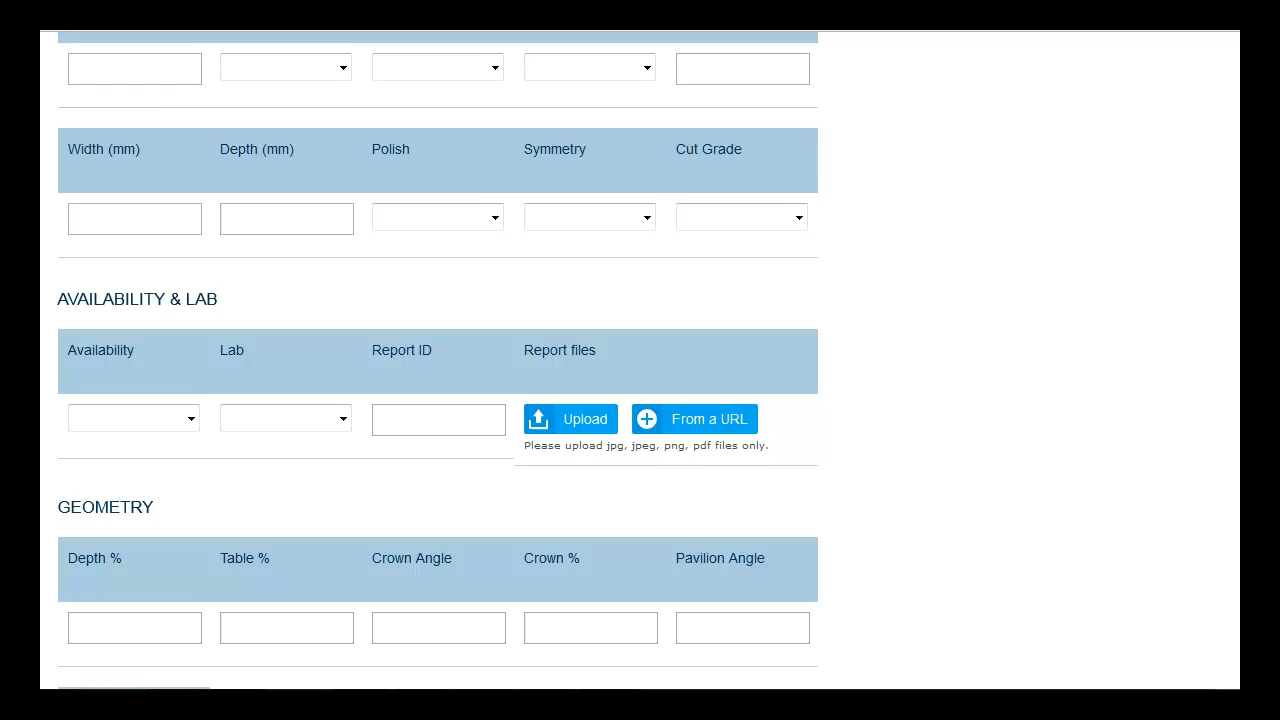 Width (mm) Depth (mm) Polish Symmetry Cut Grade
AVAILABILITY & LAB
Availability Lab Report ID Report files
Upload From a URL
Please upload jpg, jpeg, png, pdf files only.
GEOMETRY
Depth % Table % Crown Angle Crown % Pavilion Angle